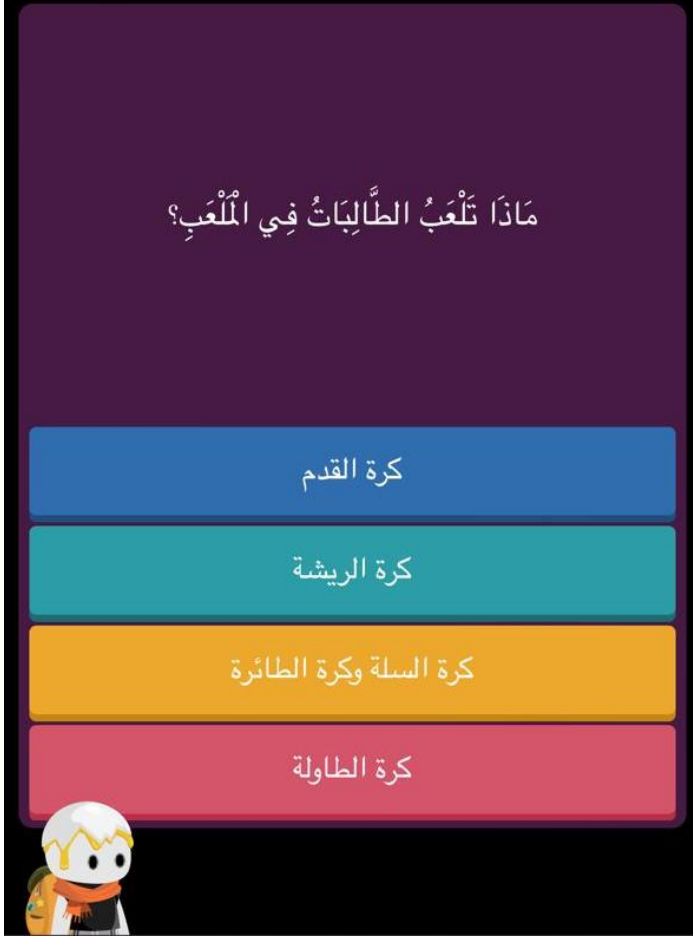 مَاذَا تَلْعَبُ الطَّالِبَاتُ فِي الْمَلْعَبِ؟
كرة القدم
كرة الريشة
كرة السلة وكرة الطائرة
كرة الطاولة